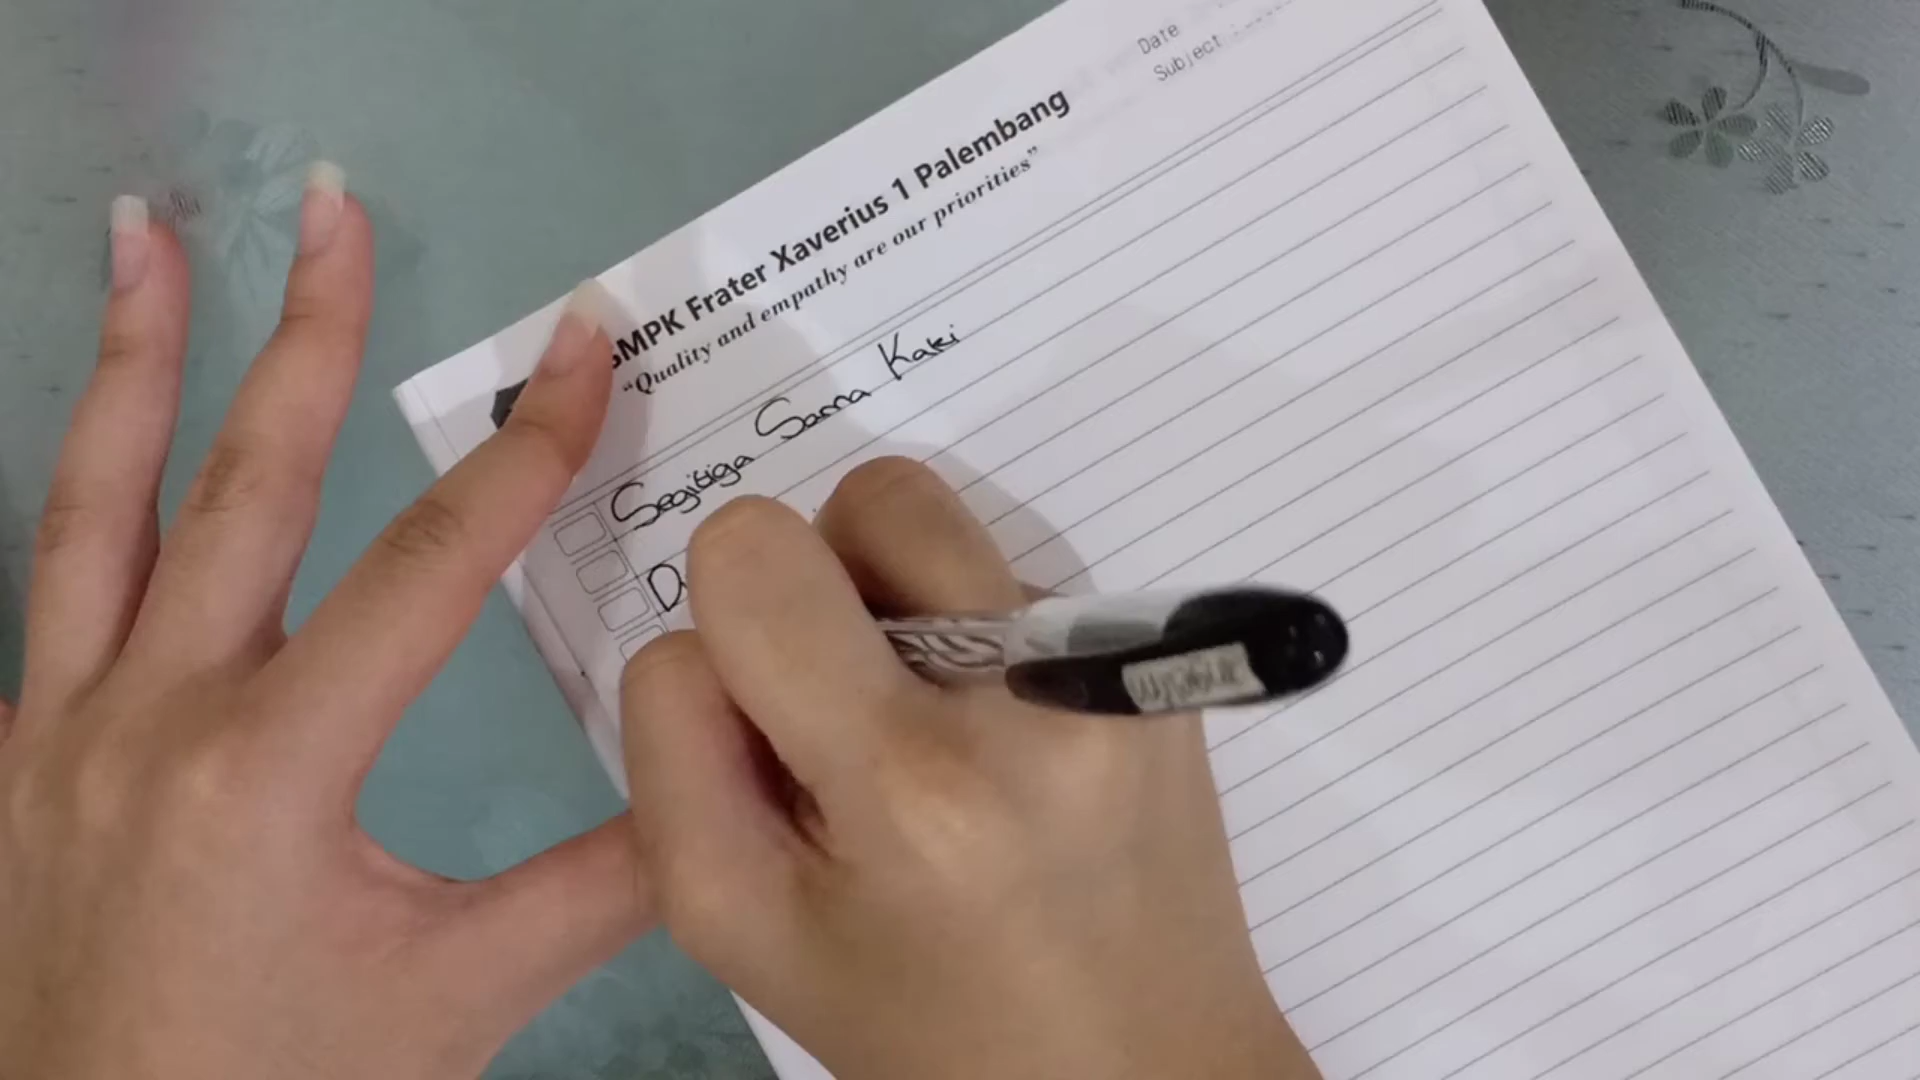 Date
Subject :
SMPK Frater Xaverius 1 Palembang
“Quality and empathy are our priorities”
Segitiga Sama Kaki